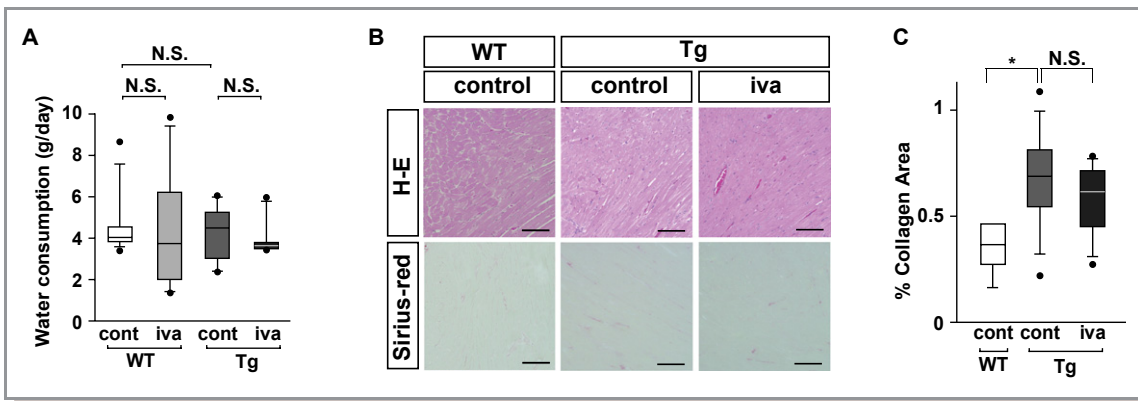 A
N.S.
N.S.
N.S.
Water consumption (g/day)
10
8
6
4
2
0
cont
iva
cont
iva
WT
Tg
B
WT
Tg
control
control
iva
H-E
Sirius-red
C
*
N.S.
% Collagen Area
1
0.5
0
cont
cont
iva
WT
Tg